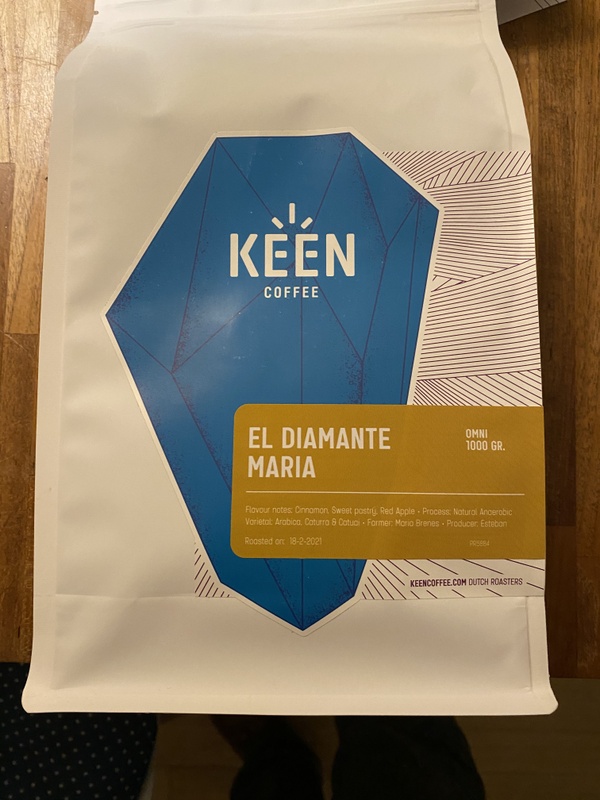 KEEN
COFFEE
EL DIAMANTE
MARIA
OMNI
1000 GR.
Flavour notes: Cinnamon, Sweet pastry, Red Apple • Process: Natural Anaerobic
Varietal: Arabica, Caturra & Catuci • Farmer: Maria Brenes • Producer: Esteban
Roasted on: 18-2-2021
KEENCOFFEE.COM DUTCH ROASTERS